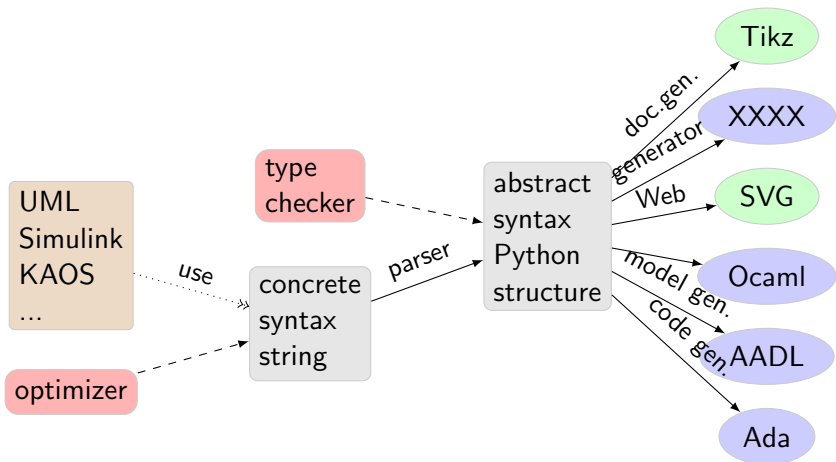 UML
Simulink
KAOS
...
optimizer
use
type
checker
concrete
syntax
string
parser
abstract
syntax
Python
structure
doc.gen.
generator
Web
model gen.
code gen.
Tikz
XXXX
SVG
Ocaml
AADL
Ada